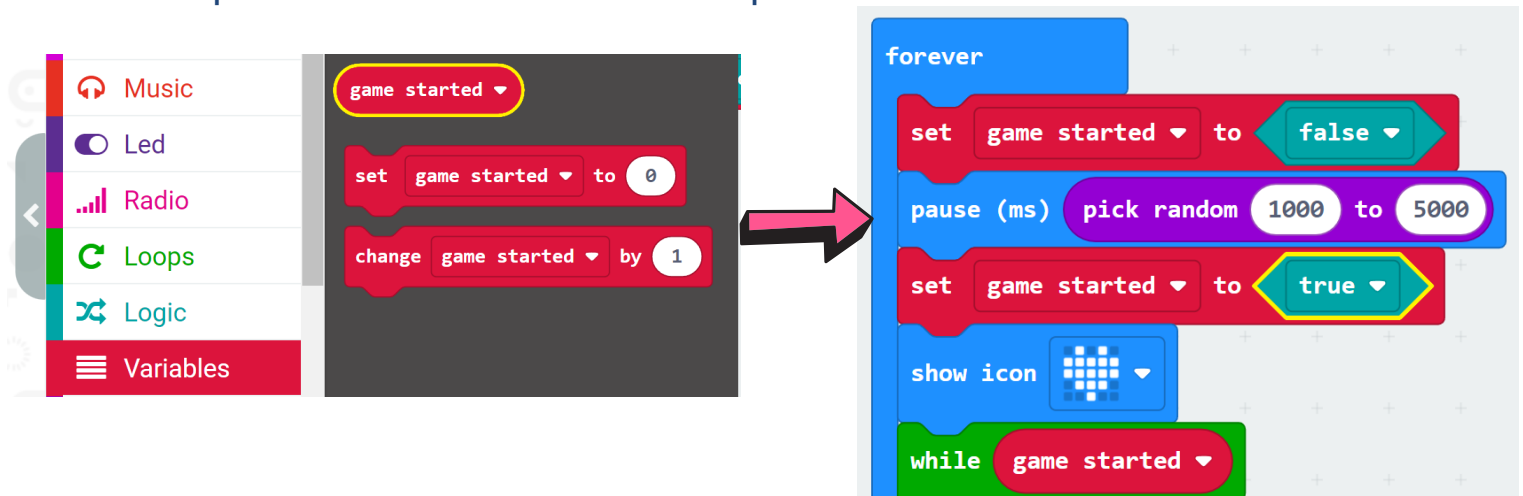 Music
Led
Radio
Loops
Logic
Variables
game started
set game started to 0
change game started by 1
forever
set game started to false
pause (ms) pick random 1000 to 5000
set game started to true
show icon
while game started